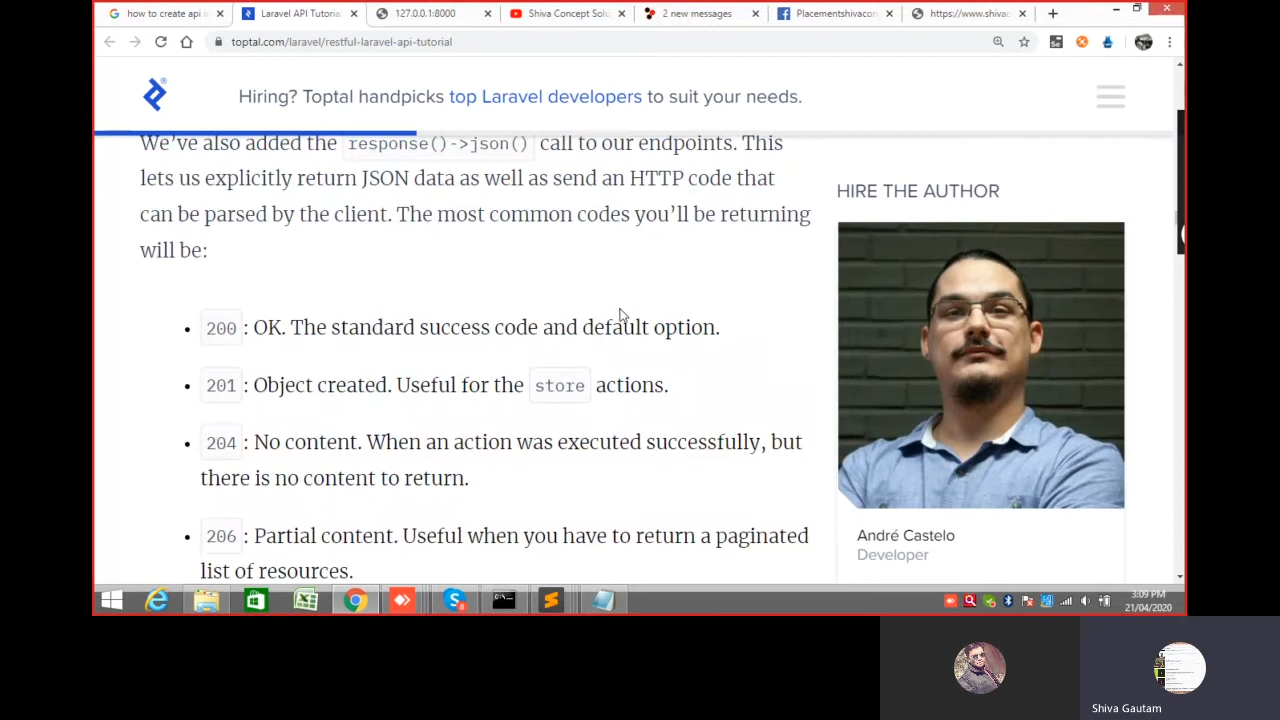 how to create api in
Laravel API Tutoria
127.0.0.1:8000
Shiva Concept Solu
2 new messages
Placementshivacon
https://www.shivac
toptal.com/laravel/restful-laravel-api-tutorial
Hiring? Toptal handpicks top Laravel developers to suit your needs.
We’ve also added the response()->json() call to our endpoints. This
lets us explicitly return JSON data as well as send an HTTP code that
can be parsed by the client. The most common codes you’ll be returning
will be:
200 : OK. The standard success code and default option.
201 : Object created. Useful for the store actions.
204 : No content. When an action was executed successfully, but
there is no content to return.
206 : Partial content. Useful when you have to return a paginated
list of resources.
HIRE THE AUTHOR
André Castelo
Developer
3:09 PM
21/04/2020
Shiva Gautam